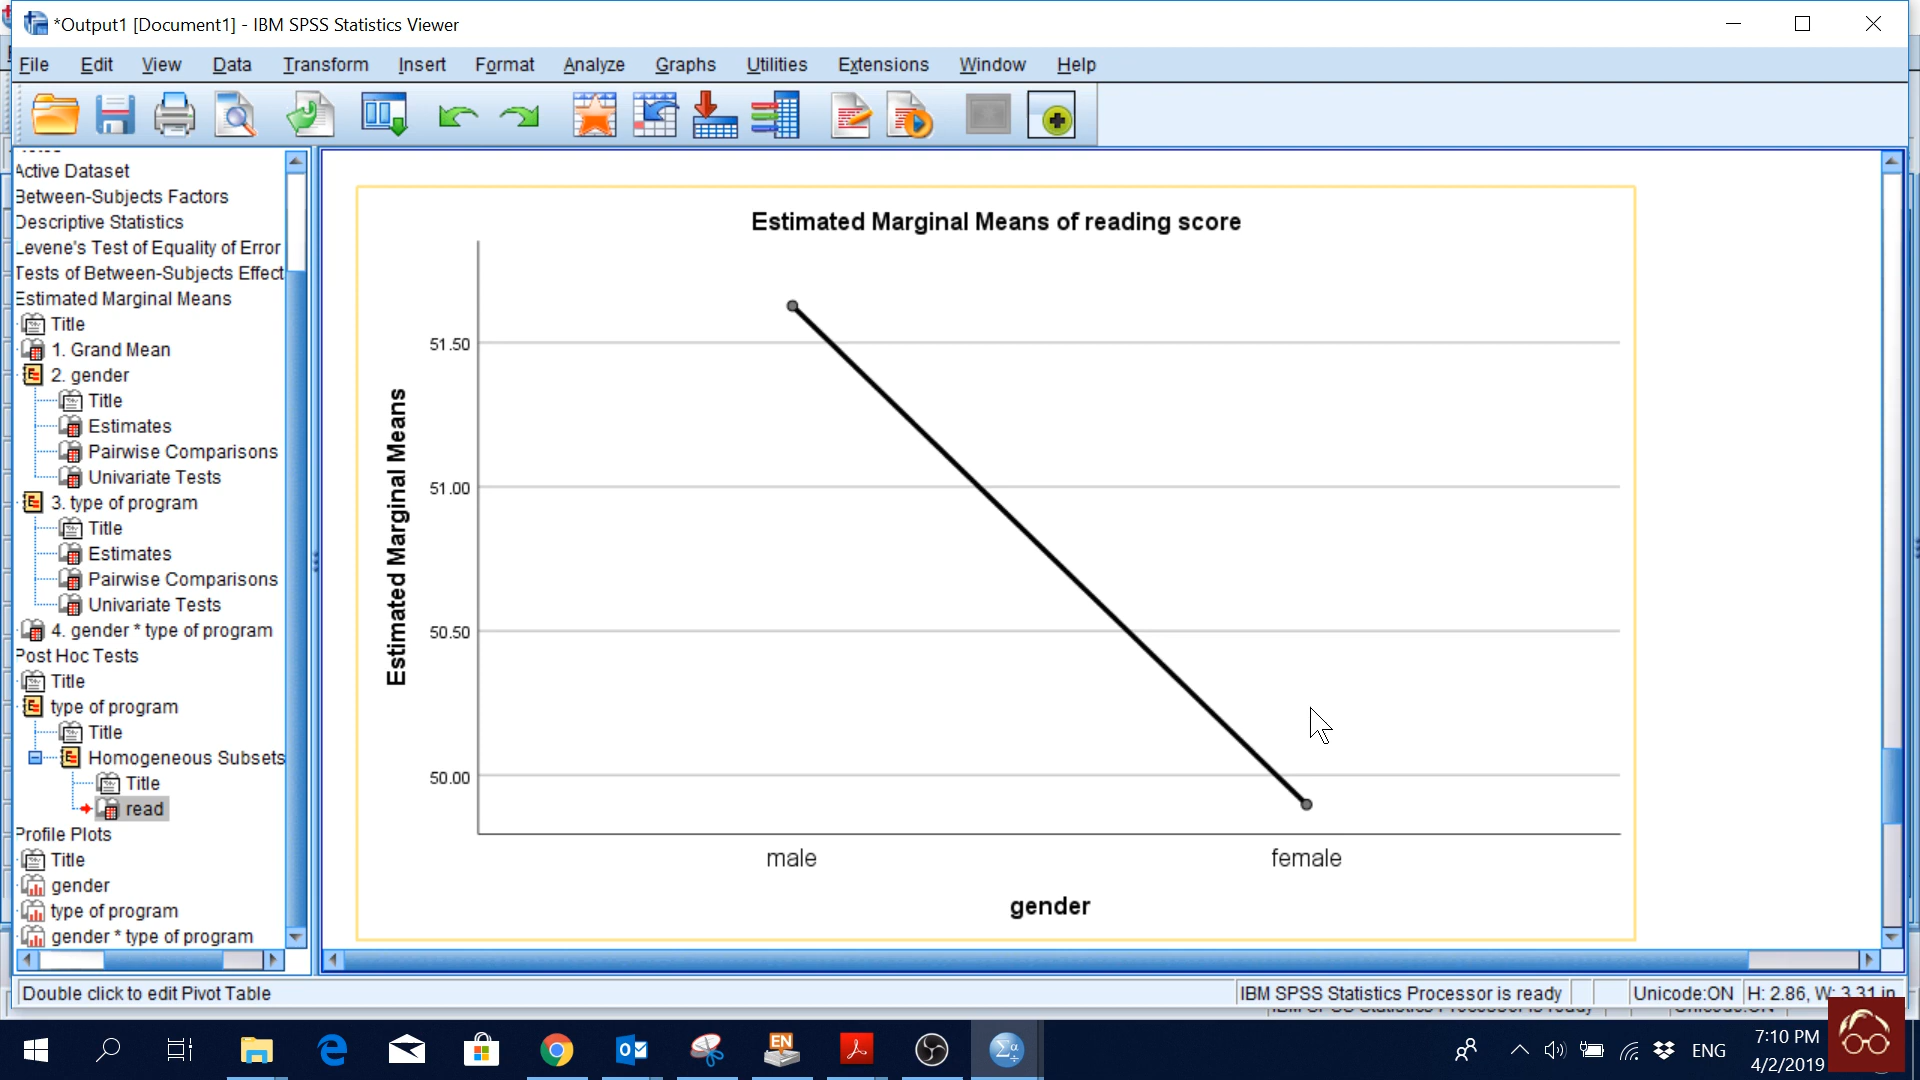 *Output1 [Document1] - IBM SPSS Statistics Viewer
File Edit View Data Transform Insert Format Analyze Graphs Utilities Extensions Window Help
Active Dataset
Between-Subjects Factors
Descriptive Statistics
Levene's Test of Equality of Error
Tests of Between-Subjects Effect
Estimated Marginal Means
Title
1. Grand Mean
2. gender
Title
Estimates
Pairwise Comparisons
Univariate Tests
3. type of program
Title
Estimates
Pairwise Comparisons
Univariate Tests
4. gender * type of program
Post Hoc Tests
Title
type of program
Title
Homogeneous Subsets
Title
read
Profile Plots
Title
gender
type of program
gender * type of program
Estimated Marginal Means of reading score
Estimated Marginal Means
51.50
51.00
50.50
50.00
male female
gender
Double click to edit Pivot Table
IBM SPSS Statistics Processor is ready Unicode:ON H: 2.86, W: 3.31 in
EN
ENG
7:10 PM
4/2/2019